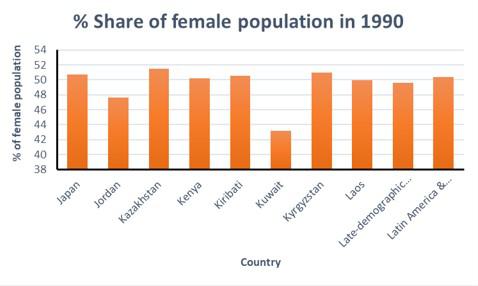 % Share of female population in 1990
% of female population
54
52
50
48
46
44
42
40
38
Japan
Jordan
Kazakhstan
Kenya
Kiribati
Kuwait
Kyrgyzstan
Laos
Late-demographic...
Latin America &...
Country